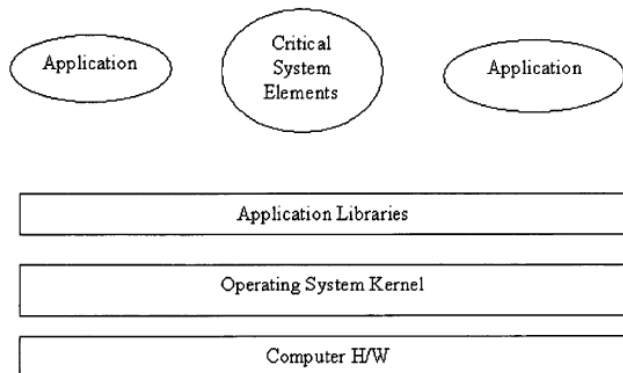 Application
Critical
System
Elements
Application
Application Libraries
Operating System Kernel
Computer H/W